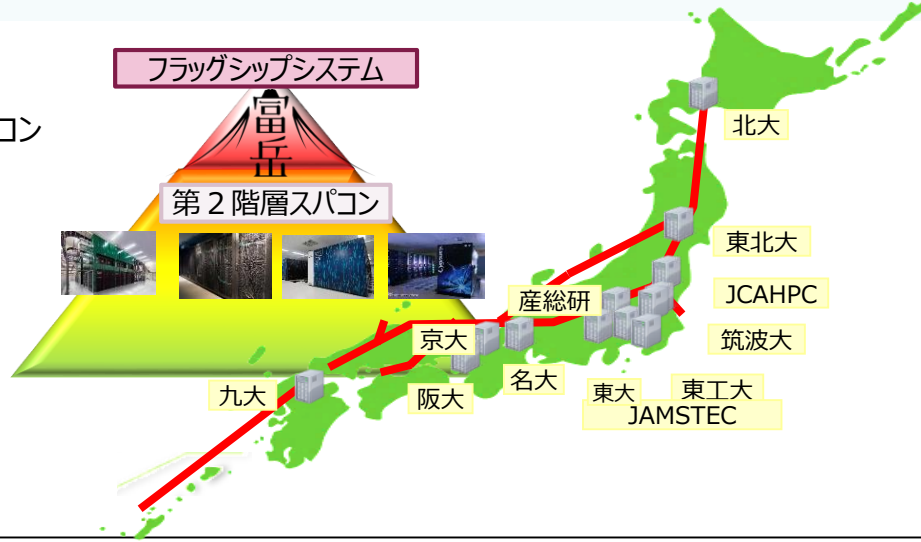 フラッグシップシステム
コン
富
岳
第2階層スパコン
北大
東北大
産総研
JCAHPC
京大
筑波大
九大
阪大
名大
東大
東工大
JAMSTEC